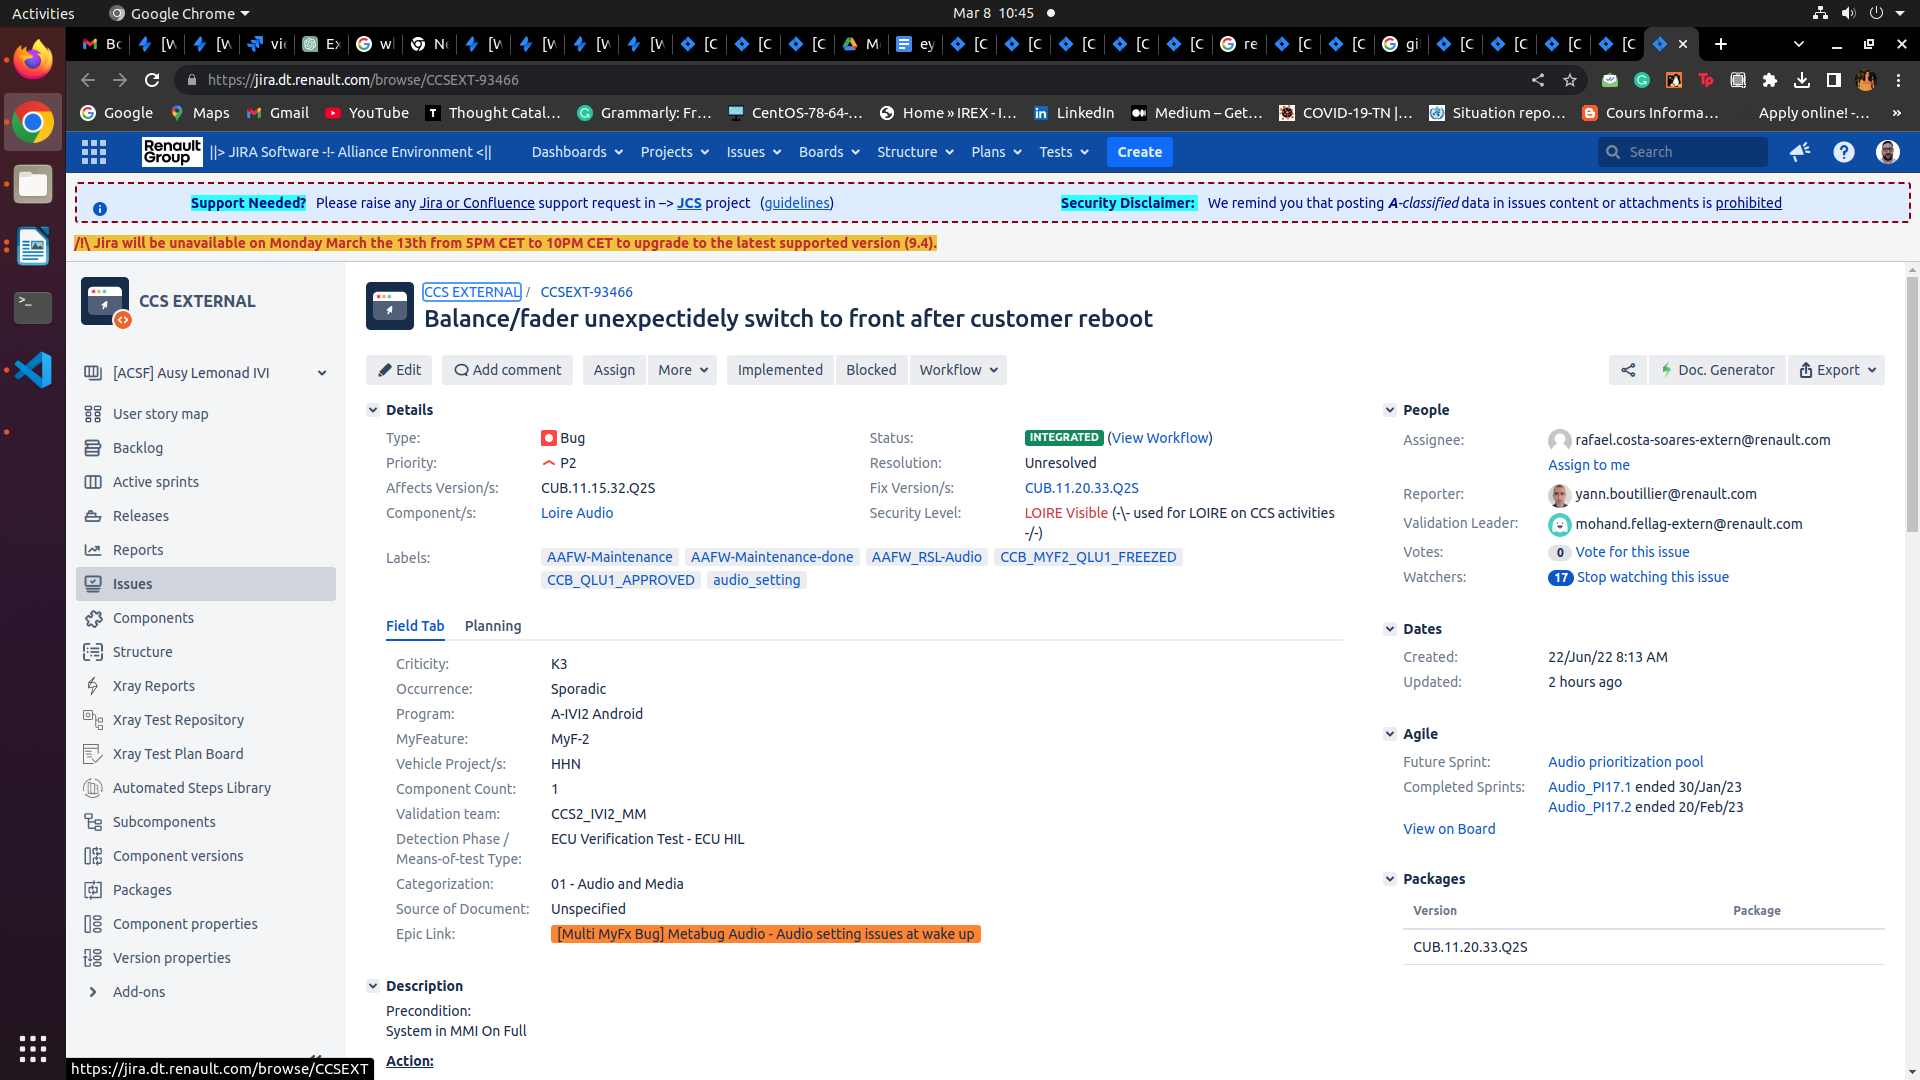 Activities
Google Chrome
Mar 8 10:45
https://jira.dt.renault.com/browse/CCSEXT-93466
Google
Maps
Gmail
YouTube
Thought Catal…
Grammarly: Fr…
CentOS-78-64-…
Home » IREX - I…
LinkedIn
Medium – Get…
COVID-19-TN |…
Situation repo…
Cours Informa…
Apply online! -…
»
Renault Group
||> JIRA Software -!- Alliance Environment <||
Dashboards
Projects
Issues
Boards
Structure
Plans
Tests
Create
Search
Support Needed? Please raise any Jira or Confluence support request in –> JCS project (guidelines)
Security Disclaimer: We remind you that posting A-classified data in issues content or attachments is prohibited
/!\ Jira will be unavailable on Monday March the 13th from 5PM CET to 10PM CET to upgrade to the latest supported version (9.4).
CCS EXTERNAL
[ACSF] Ausy Lemonad IVI
User story map
Backlog
Active sprints
Releases
Reports
Issues
Components
Structure
Xray Reports
Xray Test Repository
Xray Test Plan Board
Automated Steps Library
Subcomponents
Component versions
Packages
Component properties
Version properties
Add-ons
https://jira.dt.renault.com/browse/CCSEXT
CCS EXTERNAL / CCSEXT-93466
Balance/fader unexpectidely switch to front after customer reboot
Edit
Add comment
Assign
More
Implemented
Blocked
Workflow
Doc. Generator
Export
Details
Type: Bug
Status: INTEGRATED (View Workflow)
Priority: P2
Resolution: Unresolved
Affects Version/s: CUB.11.15.32.Q2S
Fix Version/s: CUB.11.20.33.Q2S
Component/s: Loire Audio
Security Level: LOIRE Visible (-\- used for LOIRE on CCS activities
-/-)
Labels: AAFW-Maintenance AAFW-Maintenance-done AAFW_RSL-Audio CCB_MYF2_QLU1_FREEZED
CCB_QLU1_APPROVED audio_setting
Field Tab
Planning
Criticity: K3
Occurrence: Sporadic
Program: A-IVI2 Android
MyFeature: MyF-2
Vehicle Project/s: HHN
Component Count: 1
Validation team: CCS2_IVI2_MM
Detection Phase / ECU Verification Test - ECU HIL
Means-of-test Type:
Categorization: 01 - Audio and Media
Source of Document: Unspecified
Epic Link: [Multi MyFx Bug] Metabug Audio - Audio setting issues at wake up
Description
Precondition:
System in MMI On Full
Action:
People
Assignee: rafael.costa-soares-extern@renault.com
Assign to me
Reporter: yann.boutillier@renault.com
Validation Leader: mohand.fellag-extern@renault.com
Votes: 0 Vote for this issue
Watchers: 17 Stop watching this issue
Dates
Created: 22/Jun/22 8:13 AM
Updated: 2 hours ago
Agile
Future Sprint: Audio prioritization pool
Completed Sprints: Audio_PI17.1 ended 30/Jan/23
Audio_PI17.2 ended 20/Feb/23
View on Board
Packages
Version Package
CUB.11.20.33.Q2S